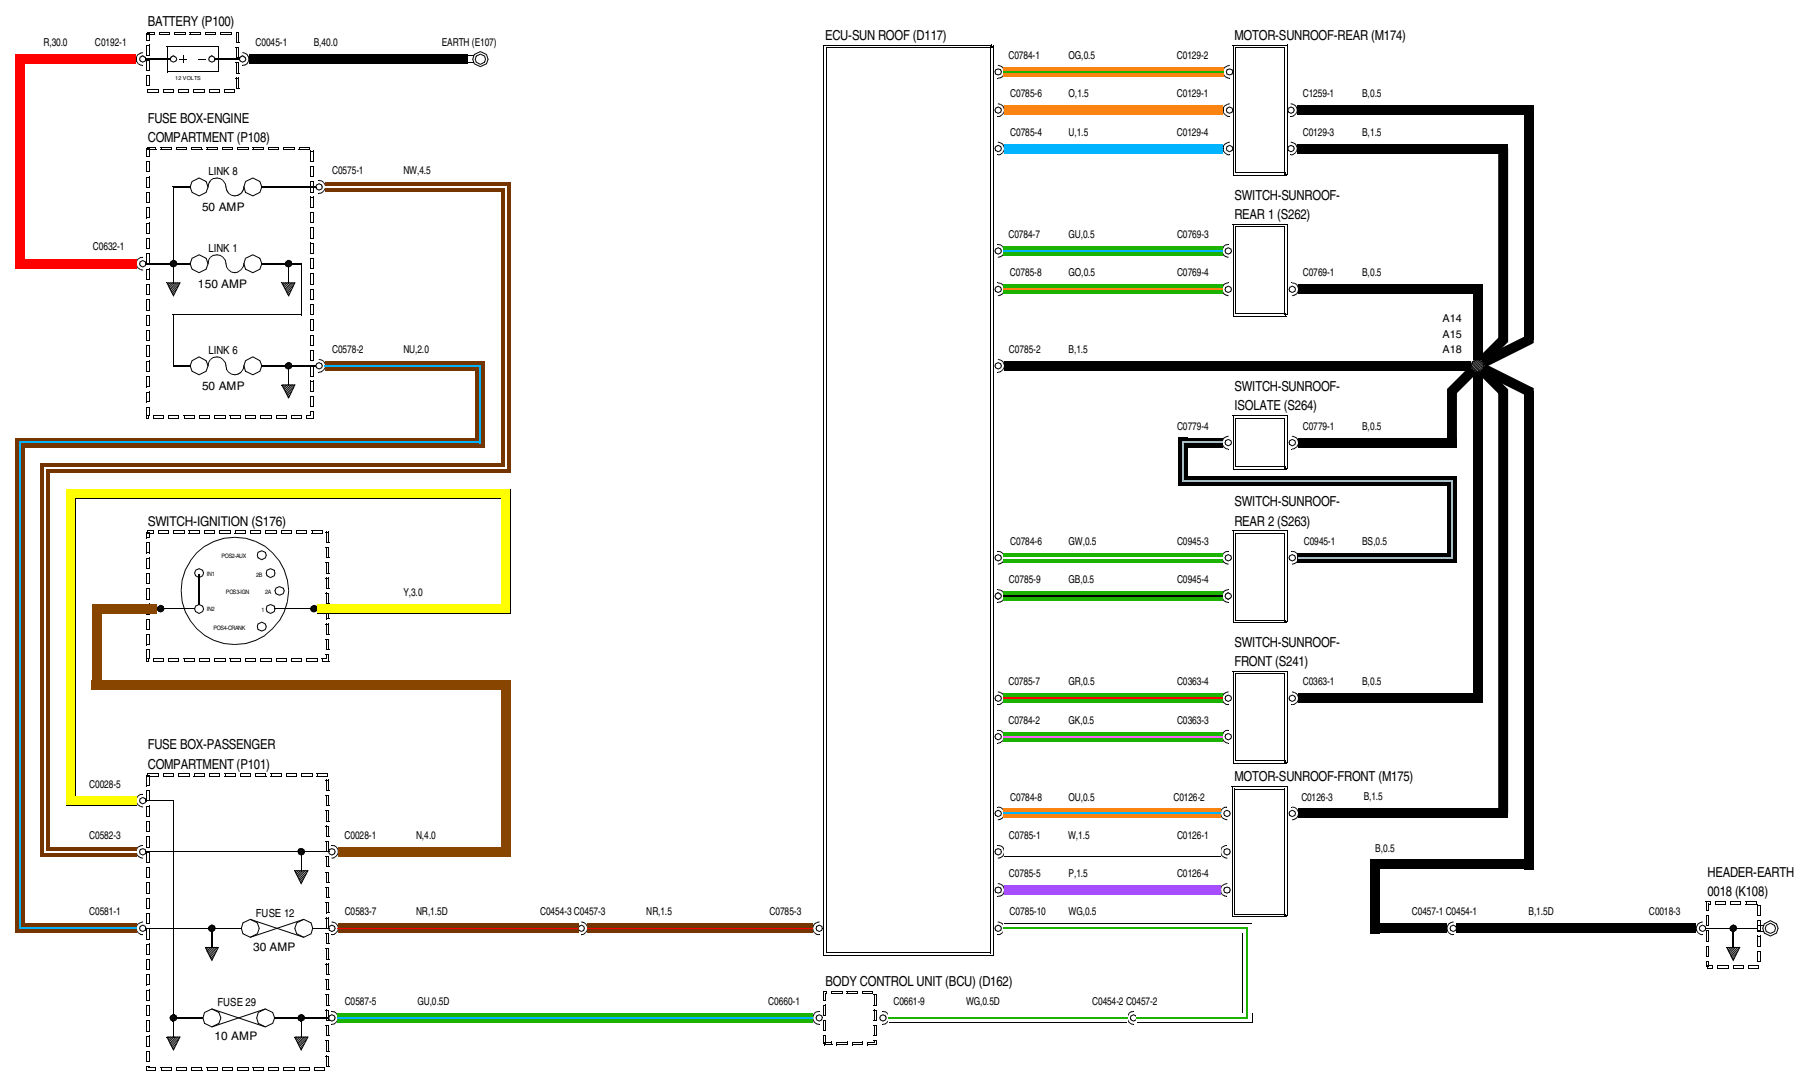 BATTERY (P100)
R,30.0 C0192-1 C0045-1 B,40.0 EARTH (E107)
+ −
12 VOLTS
FUSE BOX-ENGINE
COMPARTMENT (P108)
LINK 8
50 AMP
C0575-1 NW,4.5
C0632-1
LINK 1
150 AMP
LINK 6
50 AMP
C0578-2 NU,2.0
SWITCH-IGNITION (S176)
POS2-AUX
IN1
2B
POS3-IGN
2A
IN2
1
POS4-CRANK
Y,3.0
FUSE BOX-PASSENGER
COMPARTMENT (P101)
C0028-5
C0582-3
C0028-1 N,4.0
C0581-1
FUSE 12
30 AMP
C0583-7 NR,1.5D C0454-3 C0457-3 NR,1.5 C0785-3
FUSE 29
10 AMP
C0587-5 GU,0.5D C0660-1
BODY CONTROL UNIT (BCU) (D162)
C0661-9 WG,0.5D C0454-2 C0457-2
ECU-SUN ROOF (D117)
MOTOR-SUNROOF-REAR (M174)
C0784-1 OG,0.5 C0129-2
C0785-6 O,1.5 C0129-1
C1259-1 B,0.5
C0785-4 U,1.5 C0129-4
C0129-3 B,1.5
SWITCH-SUNROOF-
REAR 1 (S262)
C0784-7 GU,0.5 C0769-3
C0785-8 GO,0.5 C0769-4
C0769-1 B,0.5
A14
A15
A18
C0785-2 B,1.5
SWITCH-SUNROOF-
ISOLATE (S264)
C0779-4
C0779-1 B,0.5
SWITCH-SUNROOF-
REAR 2 (S263)
C0784-6 GW,0.5 C0945-3
C0945-1 BS,0.5
C0785-9 GB,0.5 C0945-4
SWITCH-SUNROOF-
FRONT (S241)
C0785-7 GR,0.5 C0363-4
C0363-1 B,0.5
C0784-2 GK,0.5 C0363-3
MOTOR-SUNROOF-FRONT (M175)
C0784-8 OU,0.5 C0126-2
C0126-3 B,1.5
C0785-1 W,1.5 C0126-1
C0785-5 P,1.5 C0126-4
C0785-10 WG,0.5
B,0.5
C0457-1 C0454-1 B,1.5D C0018-3
HEADER-EARTH
0018 (K108)